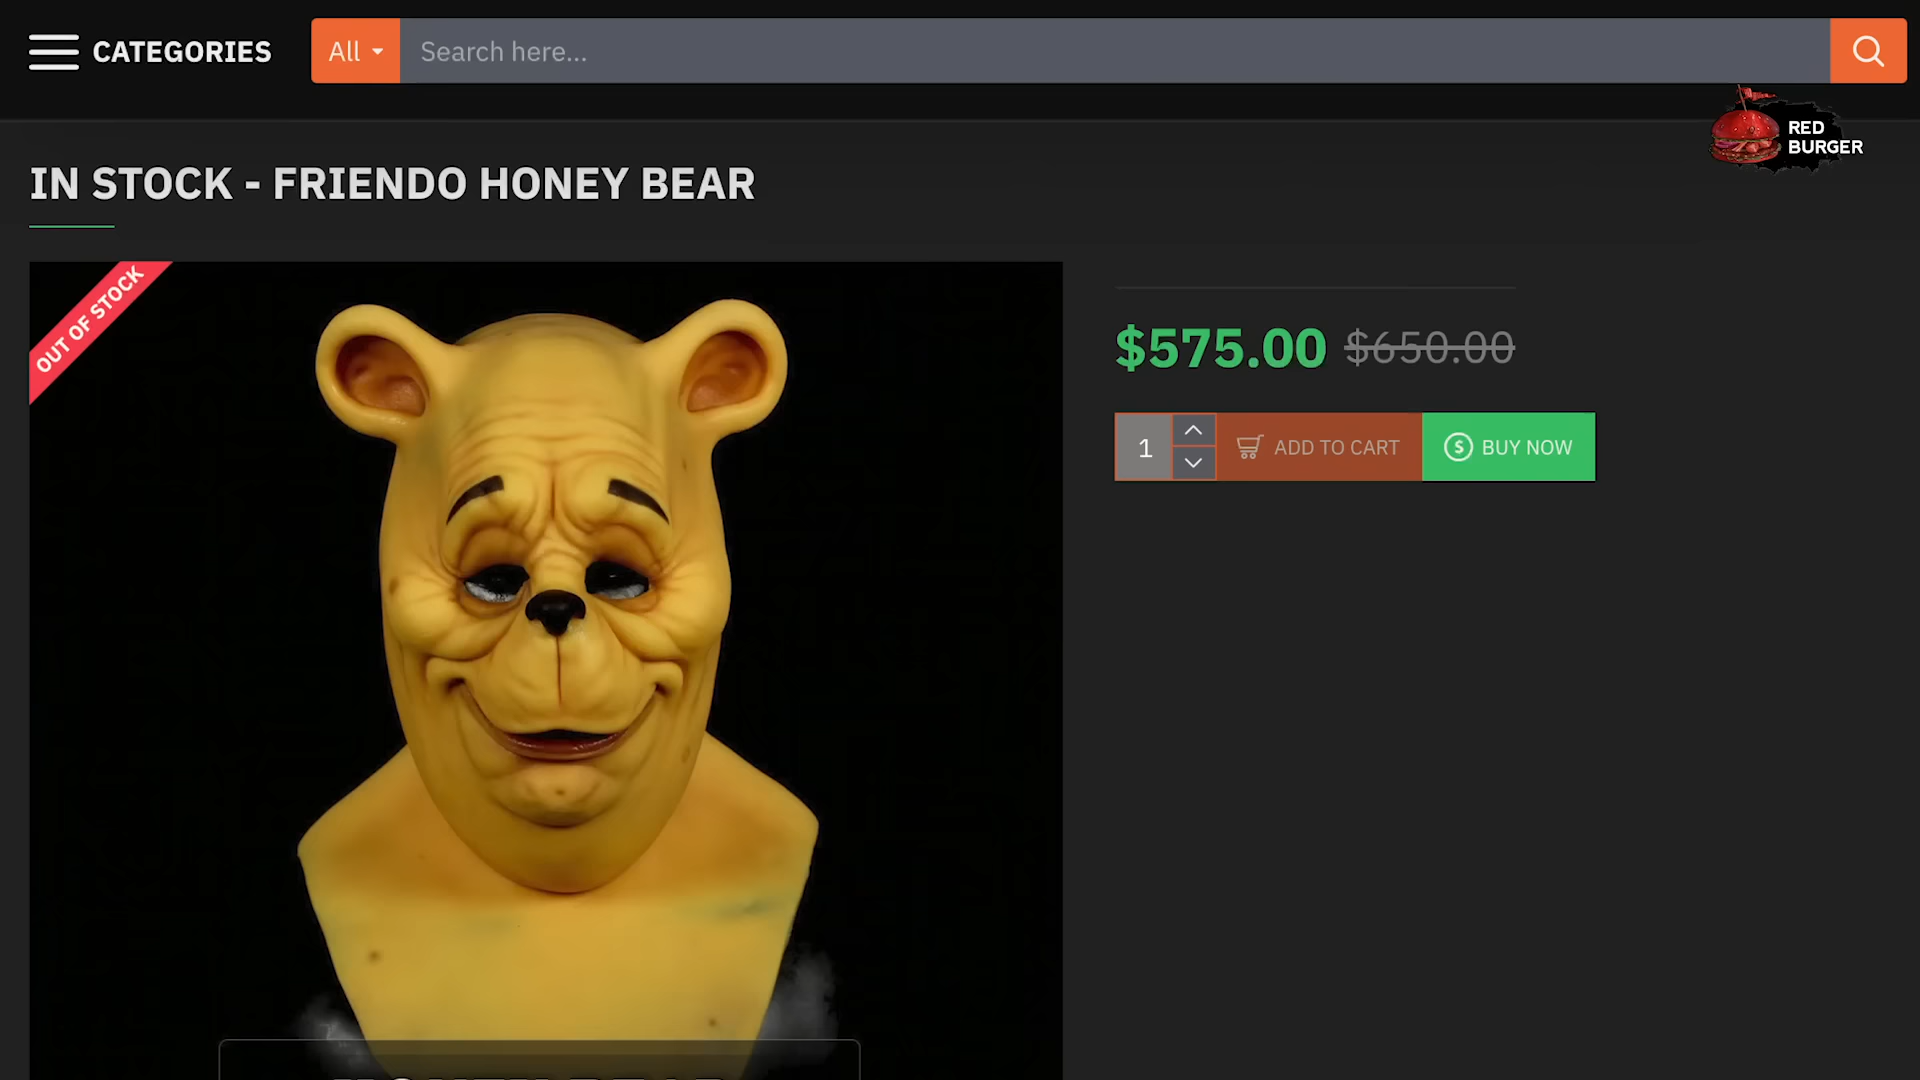 CATEGORIES
All
Search here...
RED
BURGER
IN STOCK - FRIENDO HONEY BEAR
OUT OF STOCK
$575.00 $650.00
1
ADD TO CART
BUY NOW